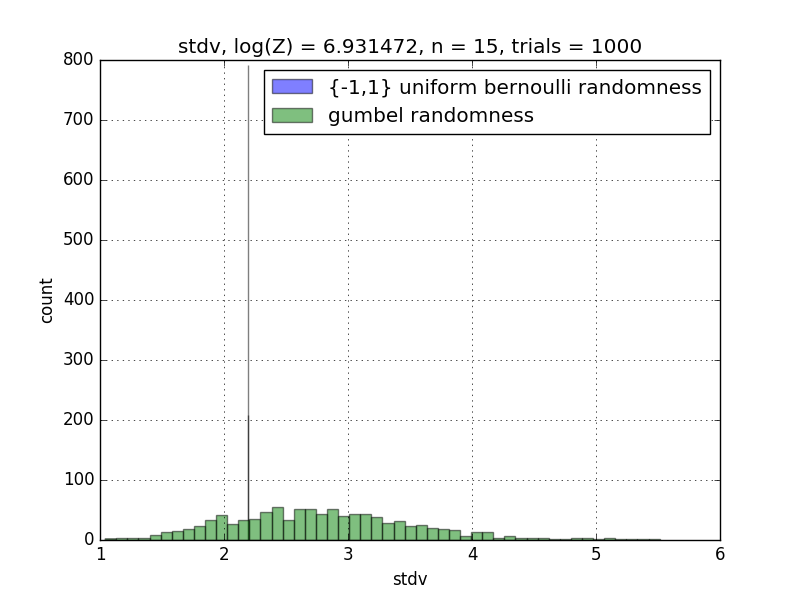 stdv, log(Z) = 6.931472, n = 15, trials = 1000
{-1,1} uniform bernoulli randomness
gumbel randomness
800
700
600
500
400
300
200
100
0
count
1 2 3 4 5 6
stdv